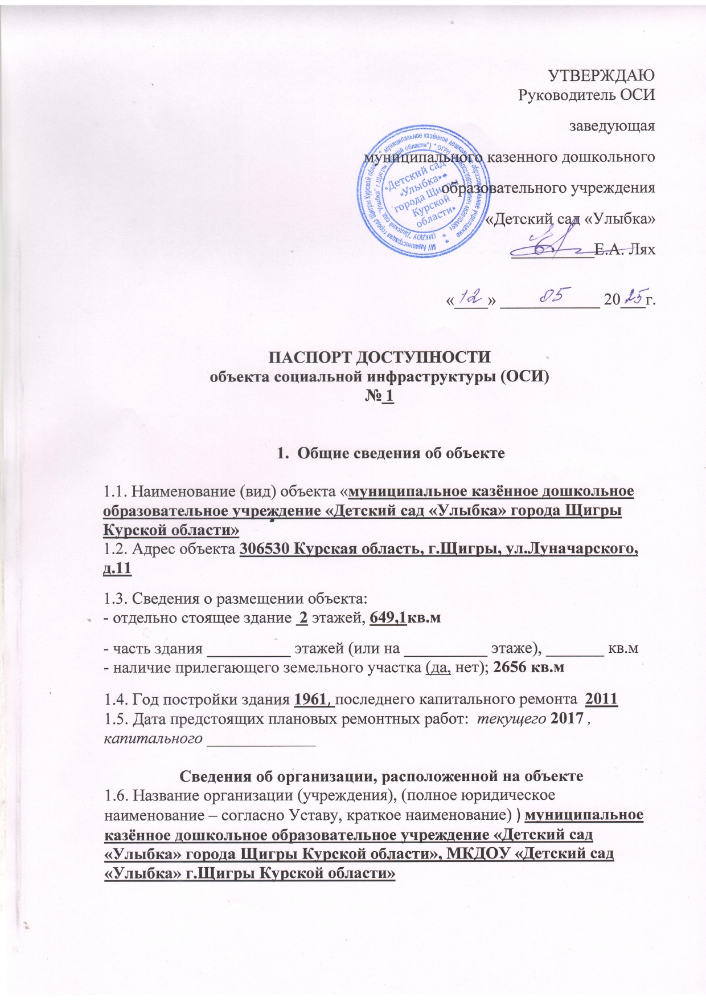 УТВЕРЖДАЮ
Руководитель ОСИ
заведующая
муниципального казенного дошкольного
образовательного учреждения
«Детский сад «Улыбка»
__________Е.А. Лях
«12» 05 2025г.
«Детский сад
«Улыбка»
города Щигры
Курской
области»
ПАСПОРТ ДОСТУПНОСТИ
объекта социальной инфраструктуры (ОСИ)
№ 1
1. Общие сведения об объекте
1.1. Наименование (вид) объекта «муниципальное казённое дошкольное
образовательное учреждение «Детский сад «Улыбка» города Щигры
Курской области»
1.2. Адрес объекта 306530 Курская область, г.Щигры, ул.Луначарского,
д.11
1.3. Сведения о размещении объекта:
- отдельно стоящее здание 2 этажей, 649,1кв.м
- часть здания ____________ этажей (или на __________ этаже), _______ кв.м
- наличие прилегающего земельного участка (да, нет); 2656 кв.м
1.4. Год постройки здания 1961, последнего капитального ремонта 2011
1.5. Дата предстоящих плановых ремонтных работ: текущего 2017 ,
капитального _____________
Сведения об организации, расположенной на объекте
1.6. Название организации (учреждения), (полное юридическое
наименование – согласно Уставу, краткое наименование) ) муниципальное
казённое дошкольное образовательное учреждение «Детский сад
«Улыбка» города Щигры Курской области», МКДОУ «Детский сад
«Улыбка» г.Щигры Курской области»